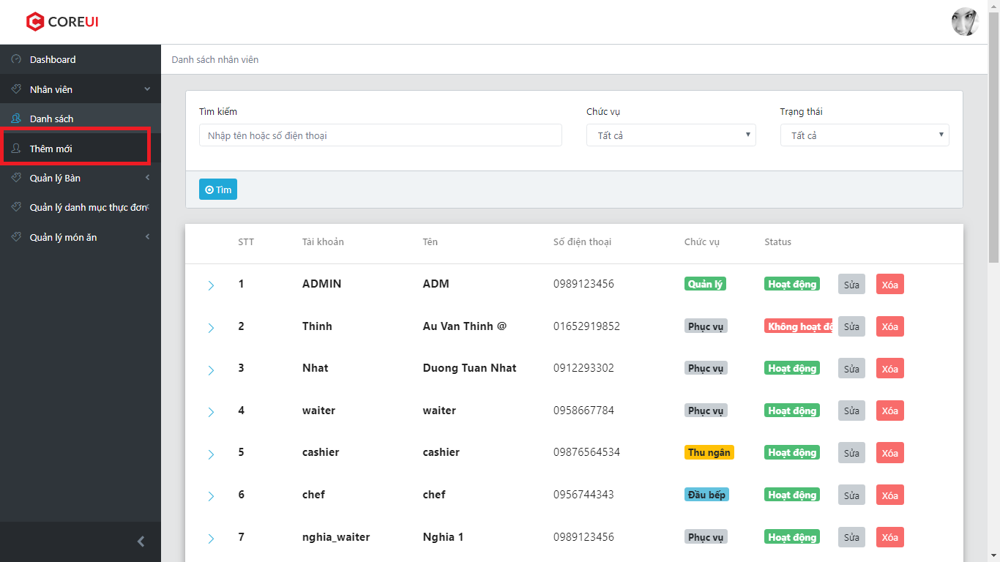 COREUI
Dashboard
Danh sách nhân viên
Nhân viên
Danh sách
Thêm mới
Quản lý Bàn
Quản lý danh mục thực đơn
Quản lý món ăn
Tìm kiếm Chức vụ Trạng thái
Nhập tên hoặc số điện thoại Tất cả Tất cả
Tìm
STT Tài khoản Tên Số điện thoại Chức vụ Status
1 ADMIN ADM 0989123456 Quản lý Hoạt động Sửa Xóa
2 Thinh Au Van Thinh @ 01652919852 Phục vụ Không hoạt độ Sửa Xóa
3 Nhat Duong Tuan Nhat 0912293302 Phục vụ Hoạt động Sửa Xóa
4 waiter waiter 0958667784 Phục vụ Hoạt động Sửa Xóa
5 cashier cashier 09876564534 Thu ngân Hoạt động Sửa Xóa
6 chef chef 0956744343 Đầu bếp Hoạt động Sửa Xóa
7 nghia_waiter Nghia 1 0989123456 Phục vụ Hoạt động Sửa Xóa